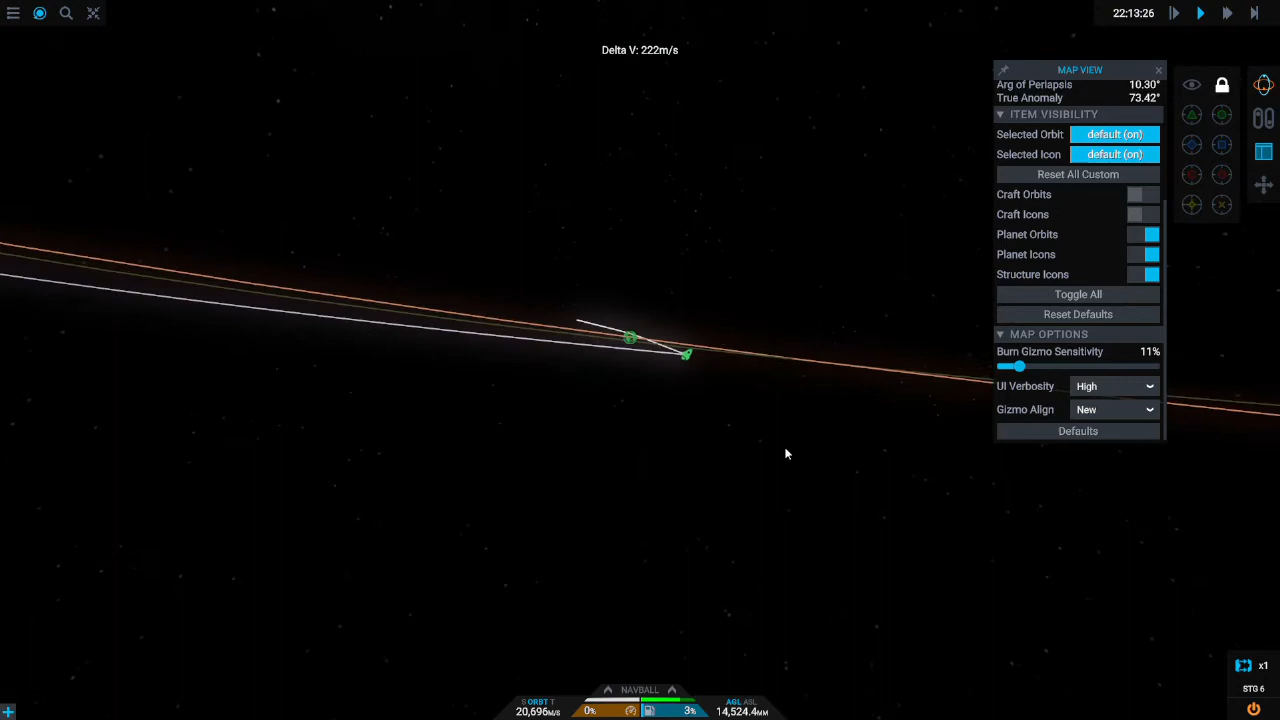 22:13:26
Delta V: 222m/s
MAP VIEW
Arg of Periapsis 10.30°
True Anomaly 73.42°
ITEM VISIBILITY
Selected Orbit default (on)
Selected Icon default (on)
Reset All Custom
Craft Orbits
Craft Icons
Planet Orbits
Planet Icons
Structure Icons
Toggle All
Reset Defaults
MAP OPTIONS
Burn Gizmo Sensitivity 11%
UI Verbosity High
Gizmo Align New
Defaults
x1
STG 6
NAVBALL
S ORBT T AGL ASL
20,696M/S 0% 3% 14,524.4MM